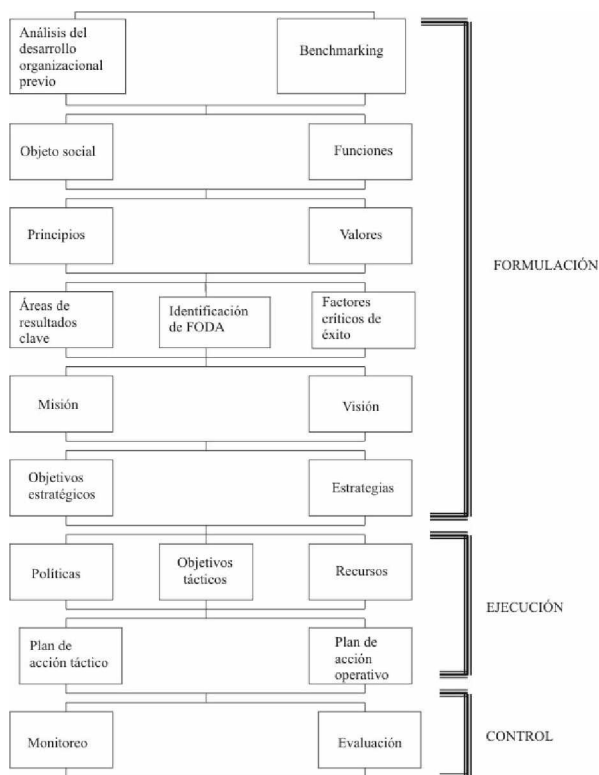 Análisis del
desarrollo
organizacional
previo
Benchmarking
Objeto social
Funciones
Principios
Valores
Áreas de
resultados
clave
Identificación
de FODA
Factores
críticos de
éxito
Misión
Visión
Objetivos
estratégicos
Estrategias
FORMULACIÓN
Políticas
Objetivos
tácticos
Recursos
Plan de
acción táctico
Plan de
acción
operativo
EJECUCIÓN
Monitoreo
Evaluación
CONTROL